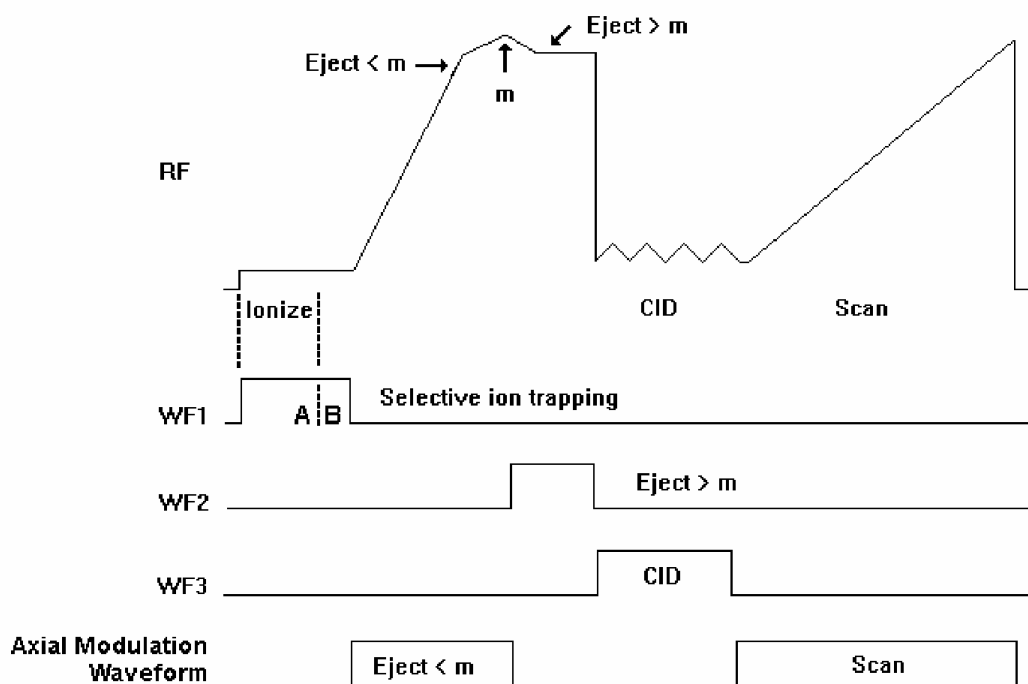 Eject > m
Eject < m
m
RF
Ionize
CID
Scan
Selective ion trapping
WF1
A
B
WF2
Eject > m
WF3
CID
Axial Modulation
Waveform
Eject < m
Scan